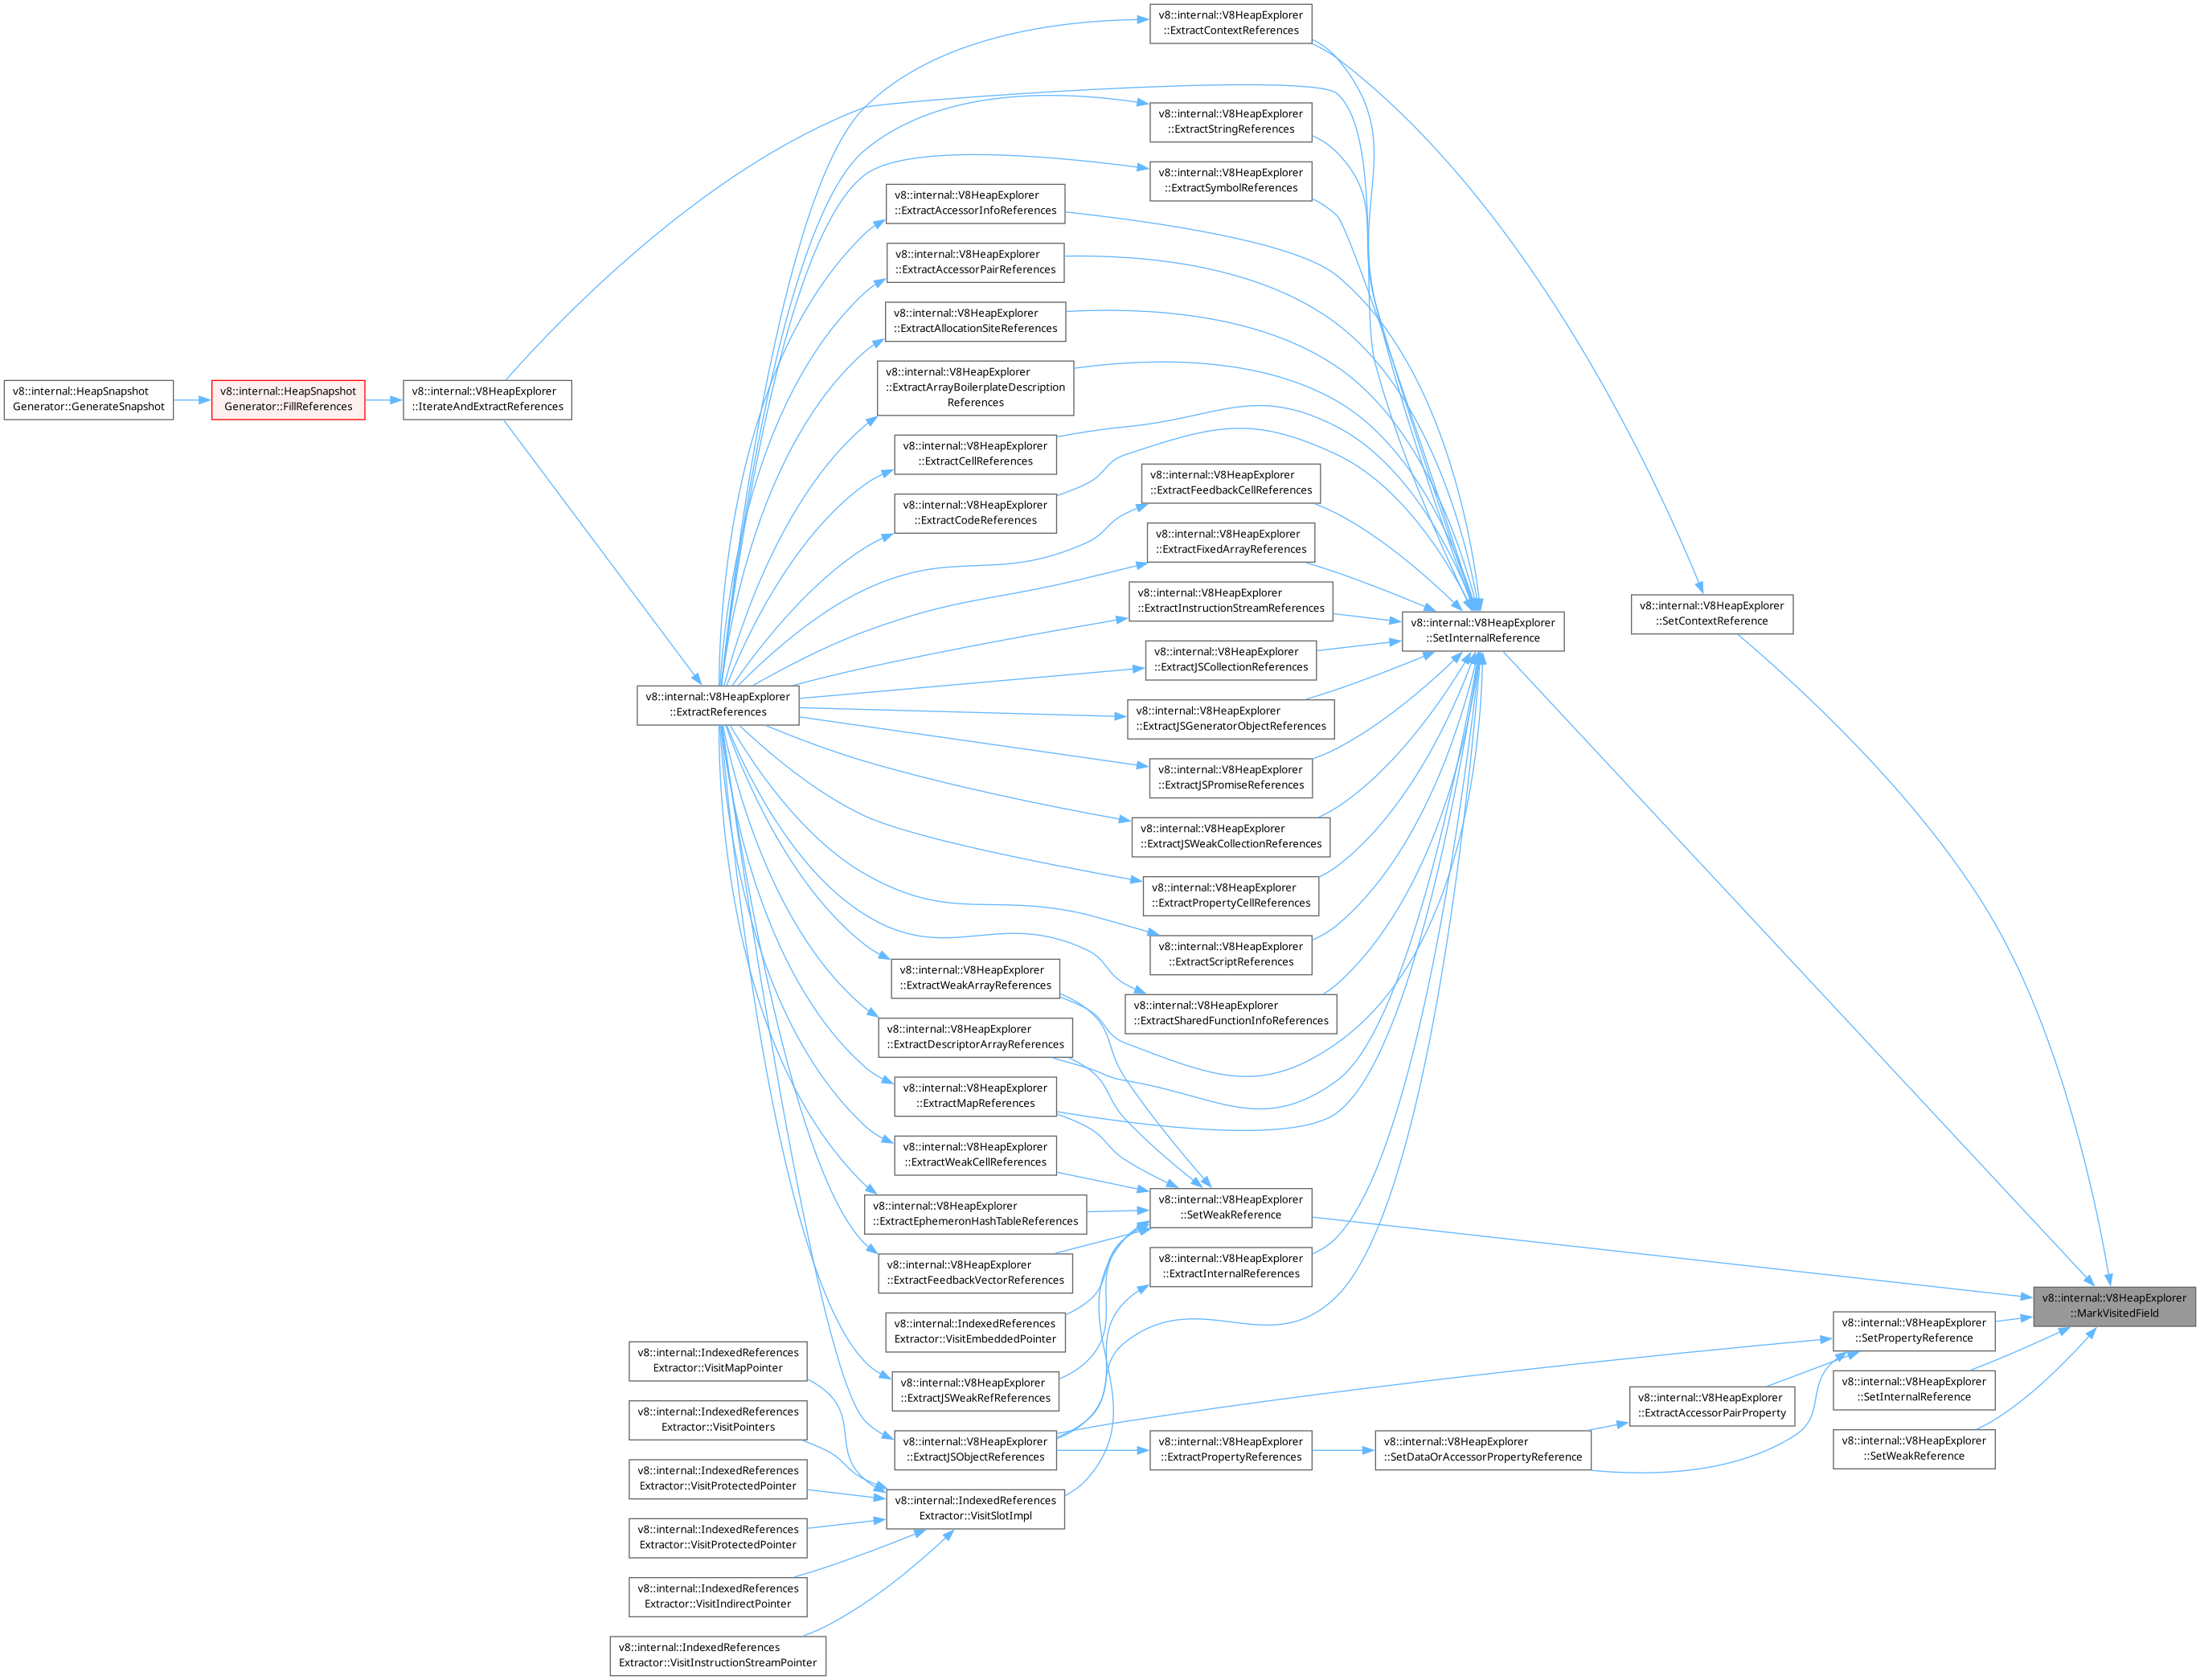 v8::internal::V8HeapExplorer
::ExtractContextReferences
v8::internal::V8HeapExplorer
::ExtractStringReferences
v8::internal::V8HeapExplorer
::ExtractSymbolReferences
v8::internal::V8HeapExplorer
::ExtractAccessorInfoReferences
v8::internal::V8HeapExplorer
::ExtractAccessorPairReferences
v8::internal::V8HeapExplorer
::ExtractAllocationSiteReferences
v8::internal::V8HeapExplorer
::ExtractArrayBoilerplateDescription
References
v8::internal::HeapSnapshot
Generator::GenerateSnapshot
v8::internal::HeapSnapshot
Generator::FillReferences
v8::internal::V8HeapExplorer
::IterateAndExtractReferences
v8::internal::V8HeapExplorer
::ExtractCellReferences
v8::internal::V8HeapExplorer
::ExtractFeedbackCellReferences
v8::internal::V8HeapExplorer
::ExtractCodeReferences
v8::internal::V8HeapExplorer
::ExtractFixedArrayReferences
v8::internal::V8HeapExplorer
::ExtractInstructionStreamReferences
v8::internal::V8HeapExplorer
::SetContextReference
v8::internal::V8HeapExplorer
::SetInternalReference
v8::internal::V8HeapExplorer
::ExtractJSCollectionReferences
v8::internal::V8HeapExplorer
::ExtractReferences
v8::internal::V8HeapExplorer
::ExtractJSGeneratorObjectReferences
v8::internal::V8HeapExplorer
::ExtractJSPromiseReferences
v8::internal::V8HeapExplorer
::ExtractJSWeakCollectionReferences
v8::internal::V8HeapExplorer
::ExtractPropertyCellReferences
v8::internal::V8HeapExplorer
::ExtractScriptReferences
v8::internal::V8HeapExplorer
::ExtractWeakArrayReferences
v8::internal::V8HeapExplorer
::ExtractSharedFunctionInfoReferences
v8::internal::V8HeapExplorer
::ExtractDescriptorArrayReferences
v8::internal::V8HeapExplorer
::ExtractMapReferences
v8::internal::V8HeapExplorer
::ExtractWeakCellReferences
v8::internal::V8HeapExplorer
::SetWeakReference
v8::internal::V8HeapExplorer
::ExtractEphemeronHashTableReferences
v8::internal::V8HeapExplorer
::ExtractInternalReferences
v8::internal::V8HeapExplorer
::ExtractFeedbackVectorReferences
v8::internal::V8HeapExplorer
::MarkVisitedField
v8::internal::IndexedReferences
Extractor::VisitEmbeddedPointer
v8::internal::V8HeapExplorer
::SetPropertyReference
v8::internal::IndexedReferences
Extractor::VisitMapPointer
v8::internal::V8HeapExplorer
::ExtractJSWeakRefReferences
v8::internal::V8HeapExplorer
::SetInternalReference
v8::internal::V8HeapExplorer
::ExtractAccessorPairProperty
v8::internal::IndexedReferences
Extractor::VisitPointers
v8::internal::V8HeapExplorer
::ExtractJSObjectReferences
v8::internal::V8HeapExplorer
::ExtractPropertyReferences
v8::internal::V8HeapExplorer
::SetDataOrAccessorPropertyReference
v8::internal::V8HeapExplorer
::SetWeakReference
v8::internal::IndexedReferences
Extractor::VisitProtectedPointer
v8::internal::IndexedReferences
Extractor::VisitSlotImpl
v8::internal::IndexedReferences
Extractor::VisitProtectedPointer
v8::internal::IndexedReferences
Extractor::VisitIndirectPointer
v8::internal::IndexedReferences
Extractor::VisitInstructionStreamPointer